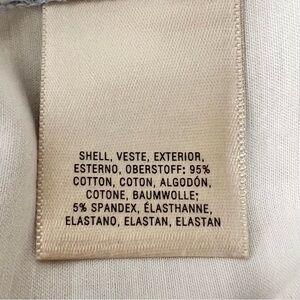 SHELL, VESTE, EXTERIOR,
ESTERNO, OBERSTOFF: 95%
COTTON, COTON, ALGODÓN,
COTONE, BAUMWOLLE;
5% SPANDEX, ÉLASTHANNE,
ELASTANO, ELASTAN, ELASTAN